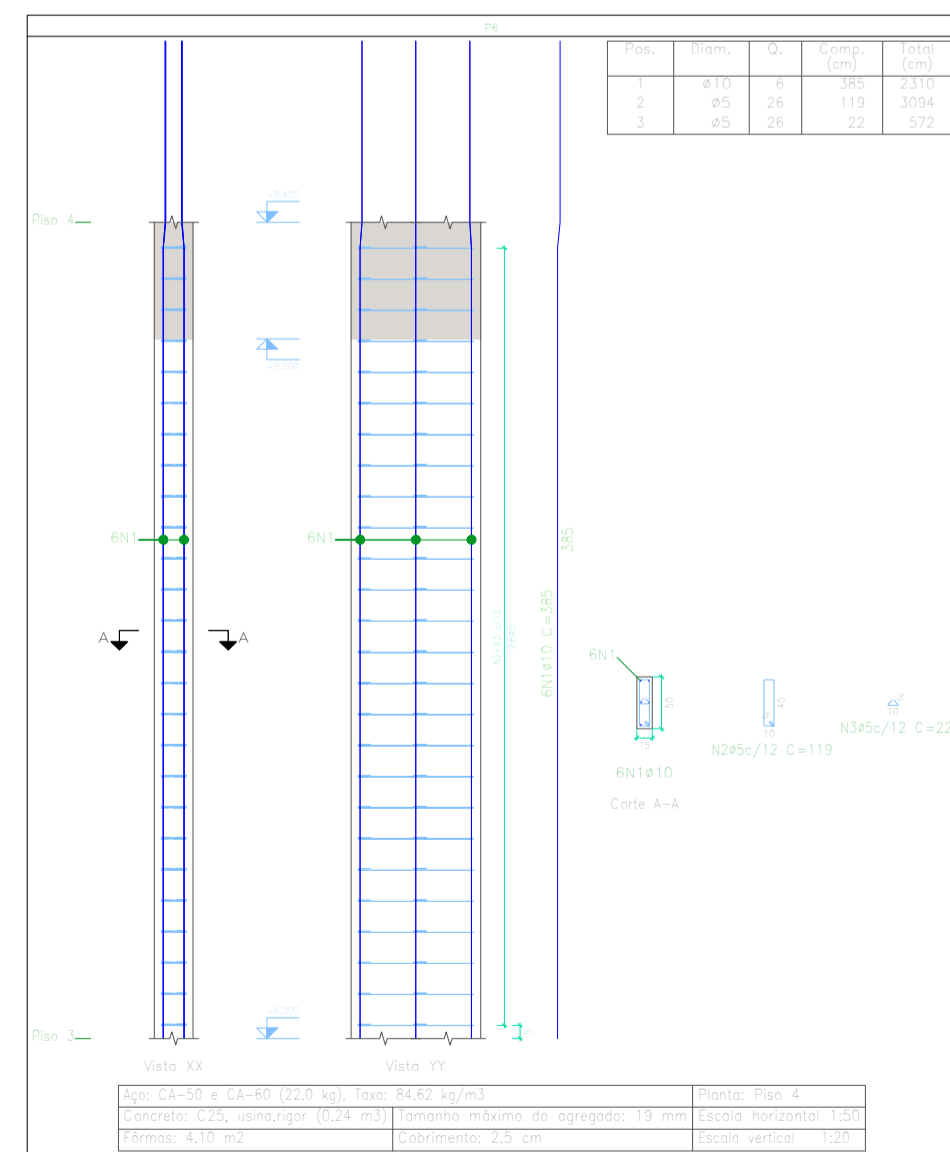 P6
Pos. Diam. Q. Comp. (cm) Total (cm)
1 ø10 6 385 2310
2 ø5 26 119 3094
3 ø5 26 22 572
Piso 4
+9.450
+9.000
6N1
6N1
A
A
N2+N3 c/12
26ø5
6N1ø10 C=385
385
6N1
50
15
6N1ø10
Corte A-A
45
10
N2ø5c/12 C=119
10
N3ø5c/12 C=22
+6.300
Piso 3
Vista XX
Vista YY
Aço: CA-50 e CA-60 (22.0 kg). Taxa: 84.62 kg/m3
Planta: Piso 4
Concreto: C25, usina.rigor (0.24 m3)
Tamanho máximo do agregado: 19 mm
Escala horizontal 1:50
Fôrmas: 4.10 m2
Cobrimento: 2.5 cm
Escala vertical 1:20